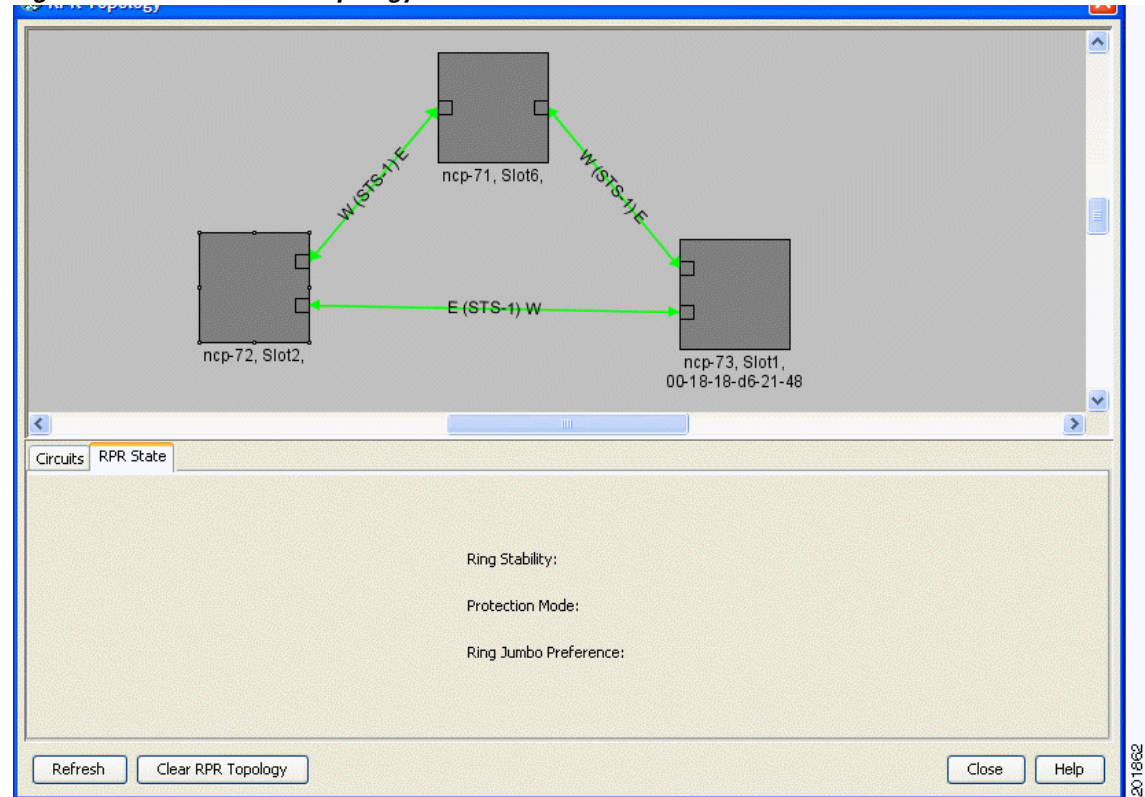 RPR Topology
ncp-71, Slot6,
W (STS-1) E
W (STS-1) E
E (STS-1) W
ncp-72, Slot2,
ncp-73, Slot1,
00-18-18-d6-21-48
Circuits
RPR State
Ring Stability:
Protection Mode:
Ring Jumbo Preference:
Refresh
Clear RPR Topology
Close
Help
201862